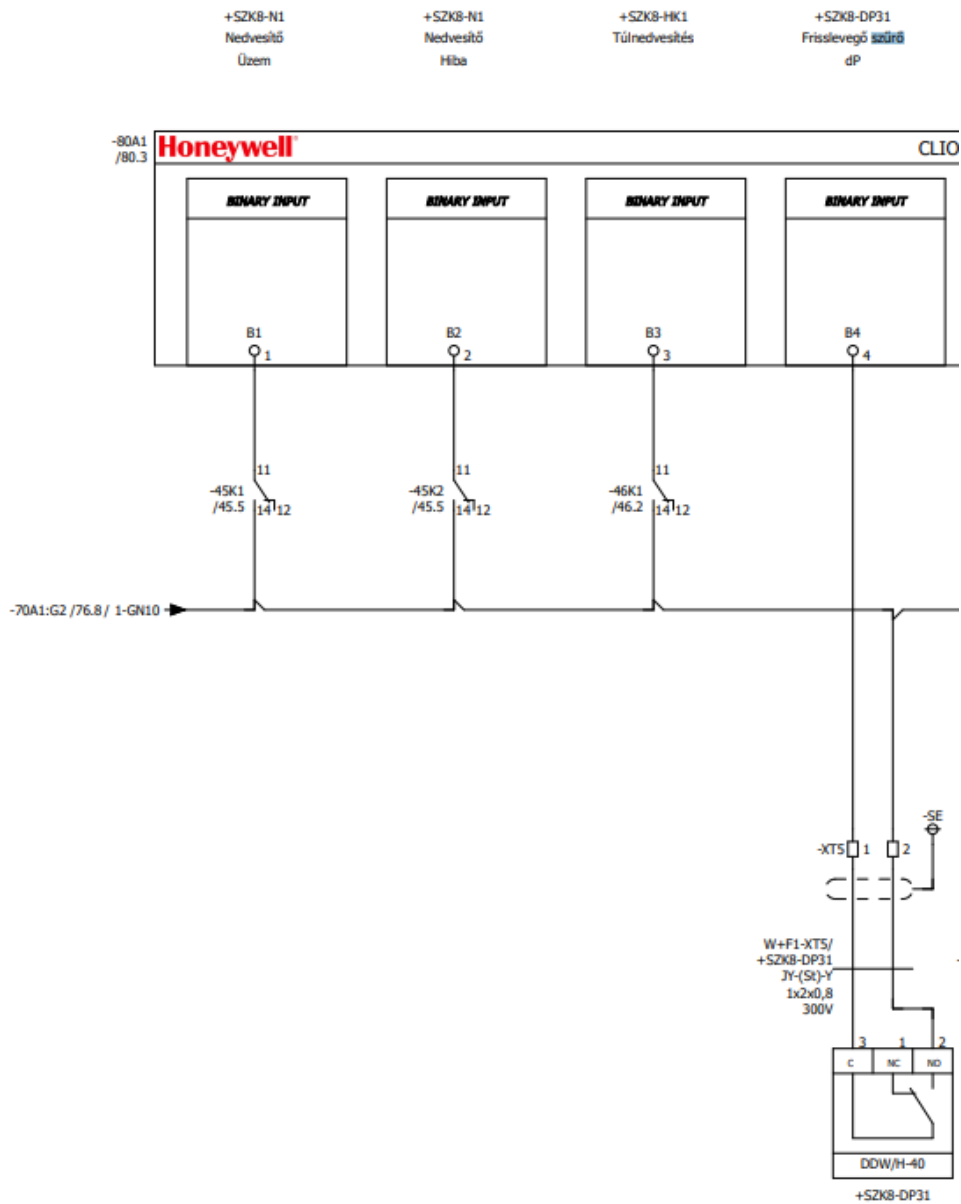 +SZK8-N1
Nedvesítő
Üzem
+SZK8-N1
Nedvesítő
Hiba
+SZK8-HK1
Túlnedvesítés
+SZK8-DP31
Frisslevegő szűrő
dP
-80A1
/80.3
Honeywell
CLIO
BINARY INPUT
BINARY INPUT
BINARY INPUT
BINARY INPUT
B1
1
B2
2
B3
3
B4
4
11
-45K1
/45.5
14 12
11
-45K2
/45.5
14 12
11
-46K1
/46.2
14 12
-70A1:G2 /76.8 / 1-GN10
-SE
-XT5 1 2
W+F1-XT5/
+SZK8-DP31
JY-(St)-Y
1x2x0,8
300V
3 1 2
C NC NO
DDW/H-40
+SZK8-DP31